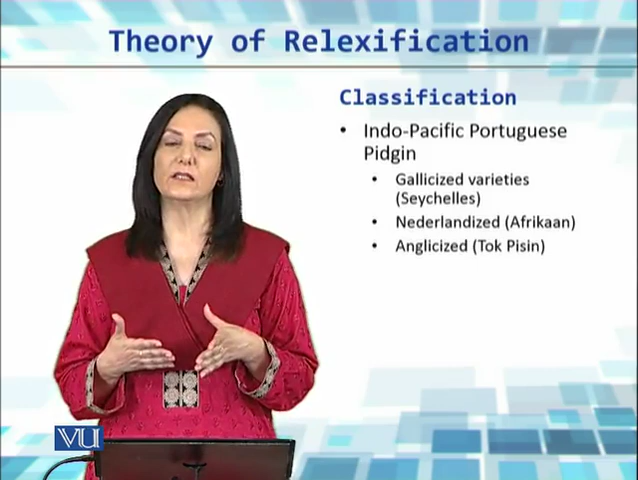 Theory of Relexification
Classification
• Indo-Pacific Portuguese
Pidgin
• Gallicized varieties
(Seychelles)
• Nederlandized (Afrikaan)
• Anglicized (Tok Pisin)
VU